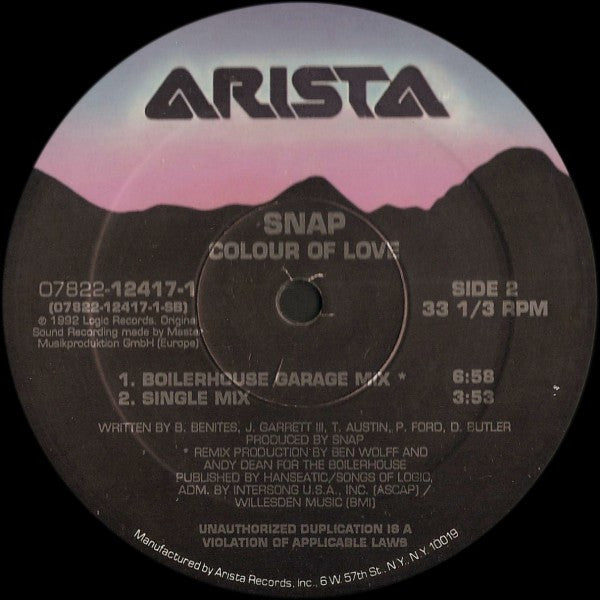 ARISTA
SNAP
COLOUR OF LOVE
07822-12417-1
(07822-12417-1-SB)
℗ 1992 Logic Records. Original
Sound Recording made by Master
Musikproduktion GmbH (Europe)
SIDE 2
33 1/3 RPM
1. BOILERHOUSE GARAGE MIX * 6:58
2. SINGLE MIX 3:53
WRITTEN BY B. BENITES, J. GARRETT III, T. AUSTIN, P. FORD, D. BUTLER
PRODUCED BY SNAP
* REMIX PRODUCTION BY BEN WOLFF AND
ANDY DEAN FOR THE BOILERHOUSE
PUBLISHED BY HANSEATIC/SONGS OF LOGIC,
ADM. BY INTERSONG U.S.A., INC. (ASCAP) /
WILLESDEN MUSIC (BMI)
UNAUTHORIZED DUPLICATION IS A
VIOLATION OF APPLICABLE LAWS
Manufactured by Arista Records, Inc., 6 W. 57th St., N.Y., N.Y. 10019